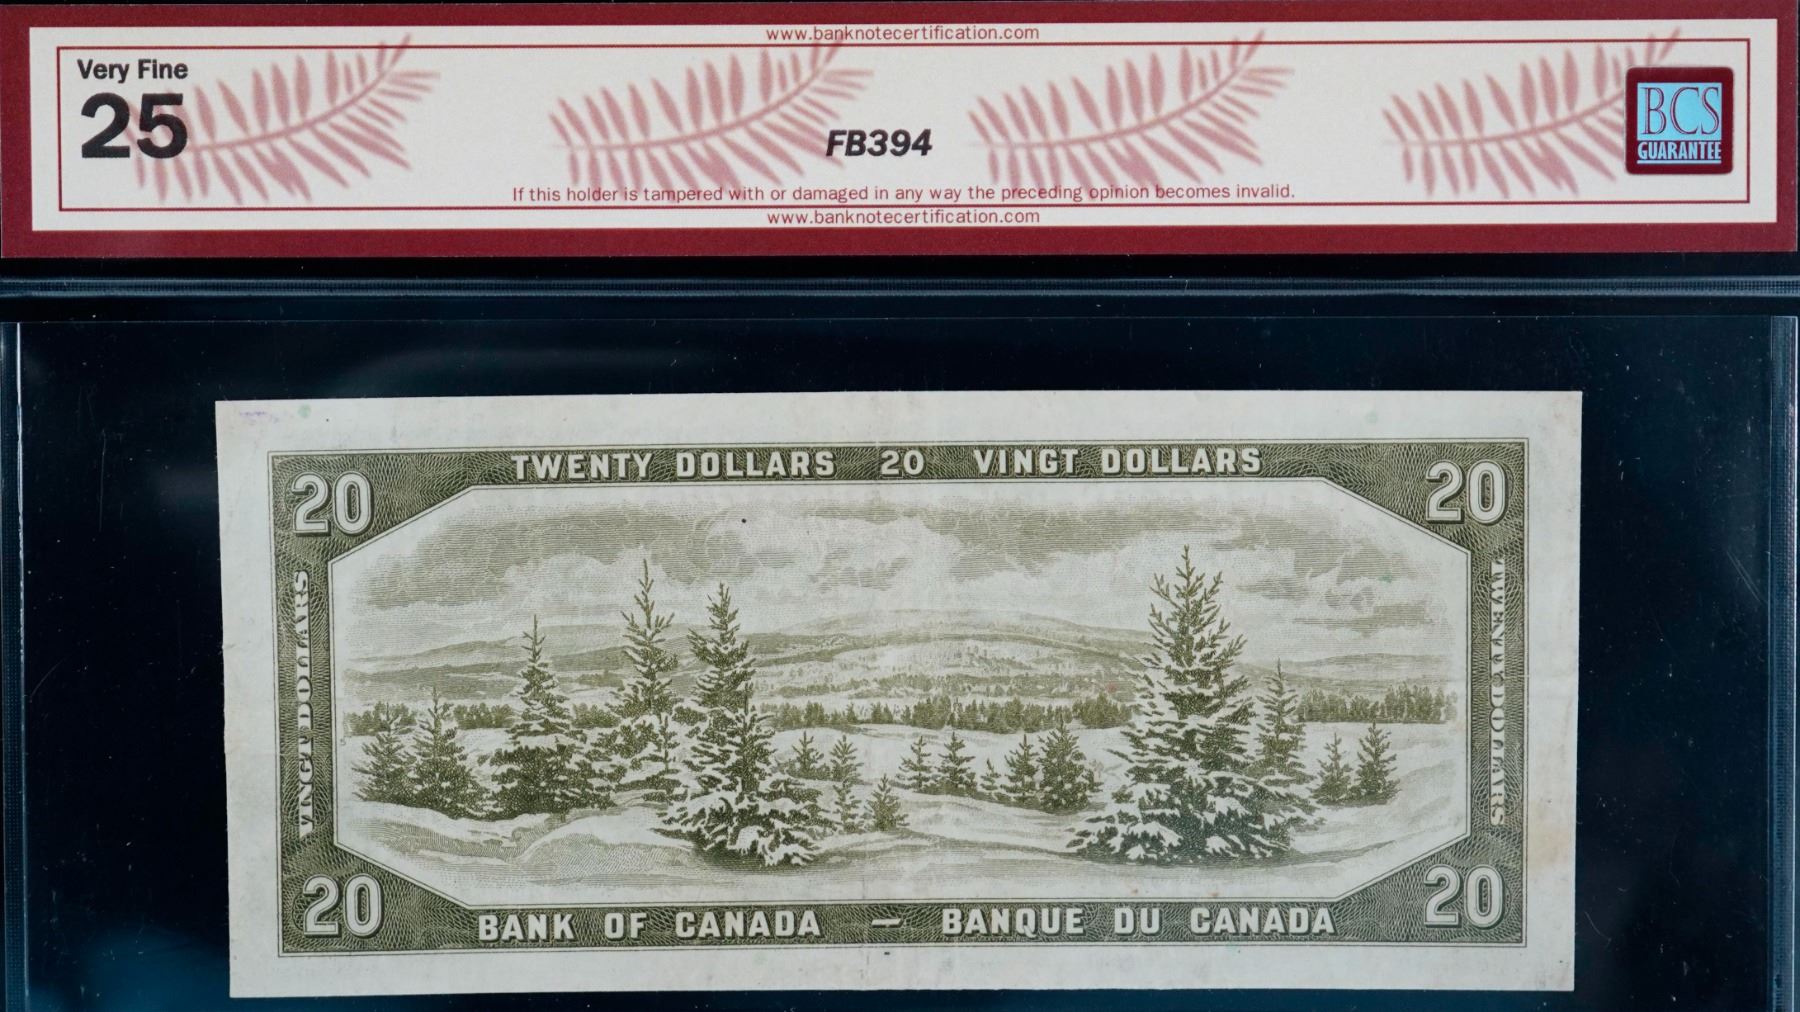 www.banknotecertification.com
Very Fine
25
FB394
BCS
GUARANTEE
If this holder is tampered with or damaged in any way the preceding opinion becomes invalid.
www.banknotecertification.com
TWENTY DOLLARS 20 VINGT DOLLARS
20
20
VINGT DOLLARS
TWENTY DOLLARS
20
20
BANK OF CANADA — BANQUE DU CANADA